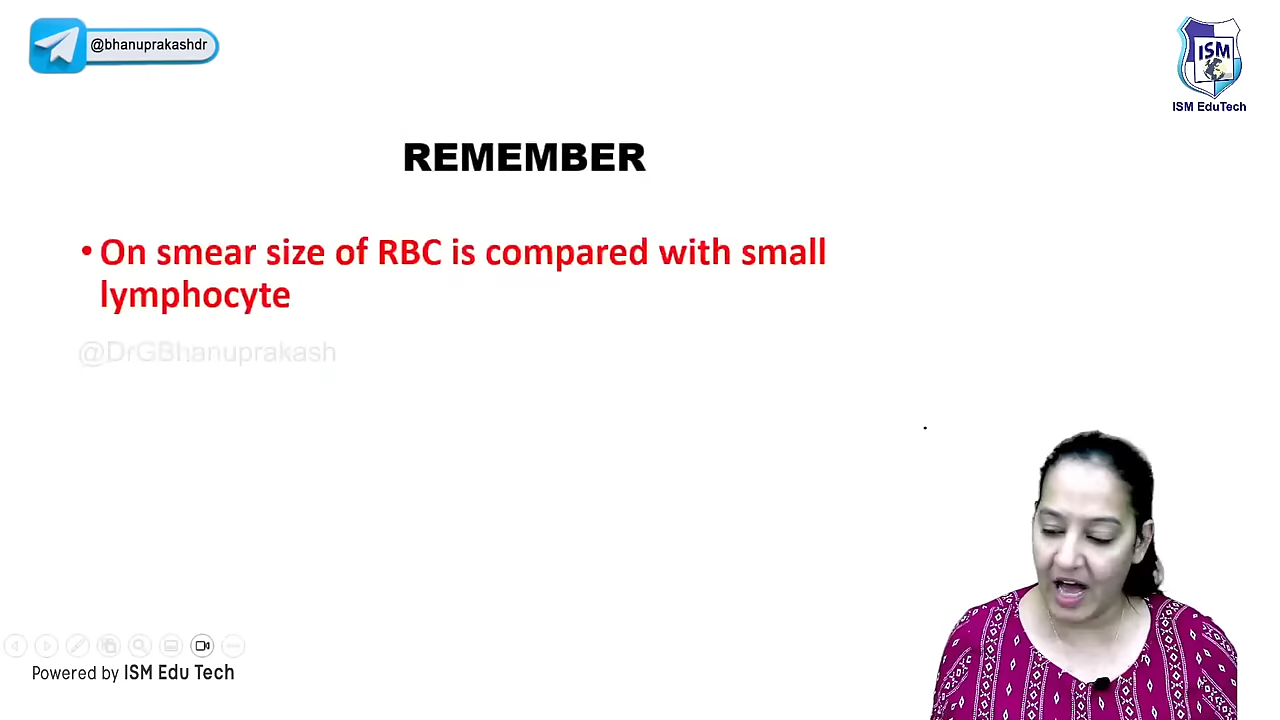 @bhanuprakashdr
ISM
ISM EduTech
REMEMBER
• On smear size of RBC is compared with small
lymphocyte
@DrGBhanuprakash
Powered by ISM Edu Tech